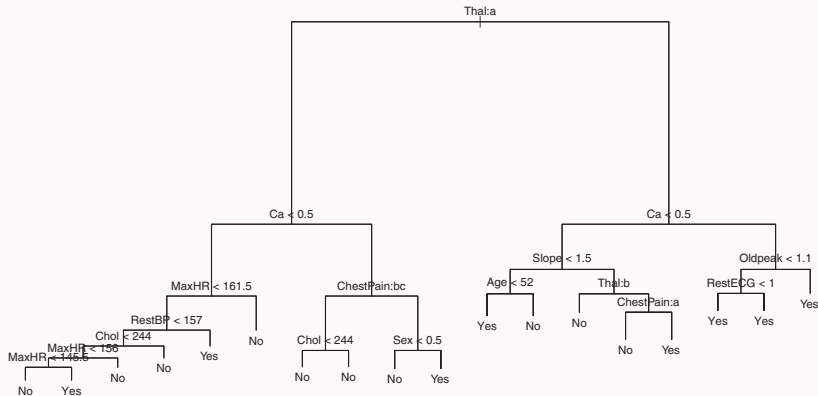 Thal:a
Ca < 0.5
Ca < 0.5
Slope < 1.5
Oldpeak < 1.1
MaxHR < 161.5
ChestPain:bc
Age < 52
Thal:b
RestECG < 1
ChestPain:a
Yes
RestBP < 157
Yes
No
No
Yes
Yes
Chol < 244
No
Chol < 244
Sex < 0.5
No
Yes
MaxHR < 156
Yes
MaxHR < 145.5
No
No
No
No
No
Yes
No
Yes